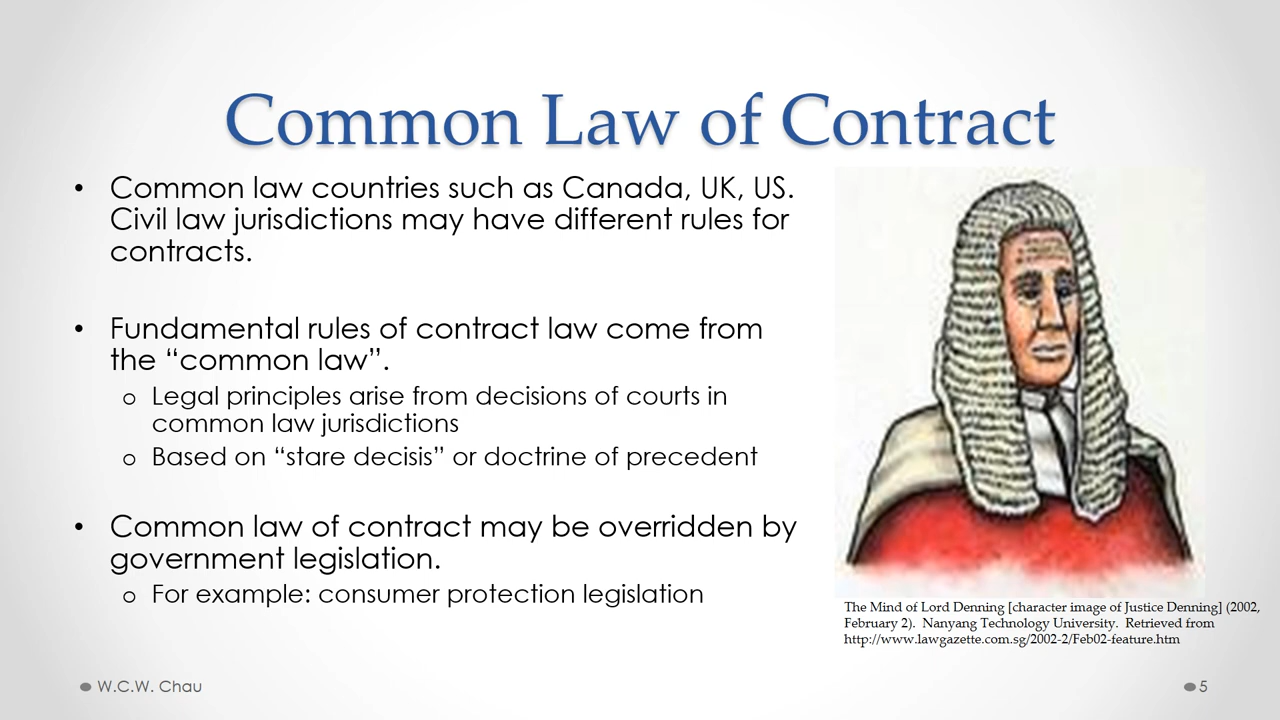 Common Law of Contract
• Common law countries such as Canada, UK, US.
Civil law jurisdictions may have different rules for
contracts.
• Fundamental rules of contract law come from
the “common law”.
o Legal principles arise from decisions of courts in
common law jurisdictions
o Based on “stare decisis” or doctrine of precedent
• Common law of contract may be overridden by
government legislation.
o For example: consumer protection legislation
The Mind of Lord Denning [character image of Justice Denning] (2002,
February 2).  Nanyang Technology University.  Retrieved from
http://www.lawgazette.com.sg/2002-2/Feb02-feature.htm
W.C.W. Chau
5